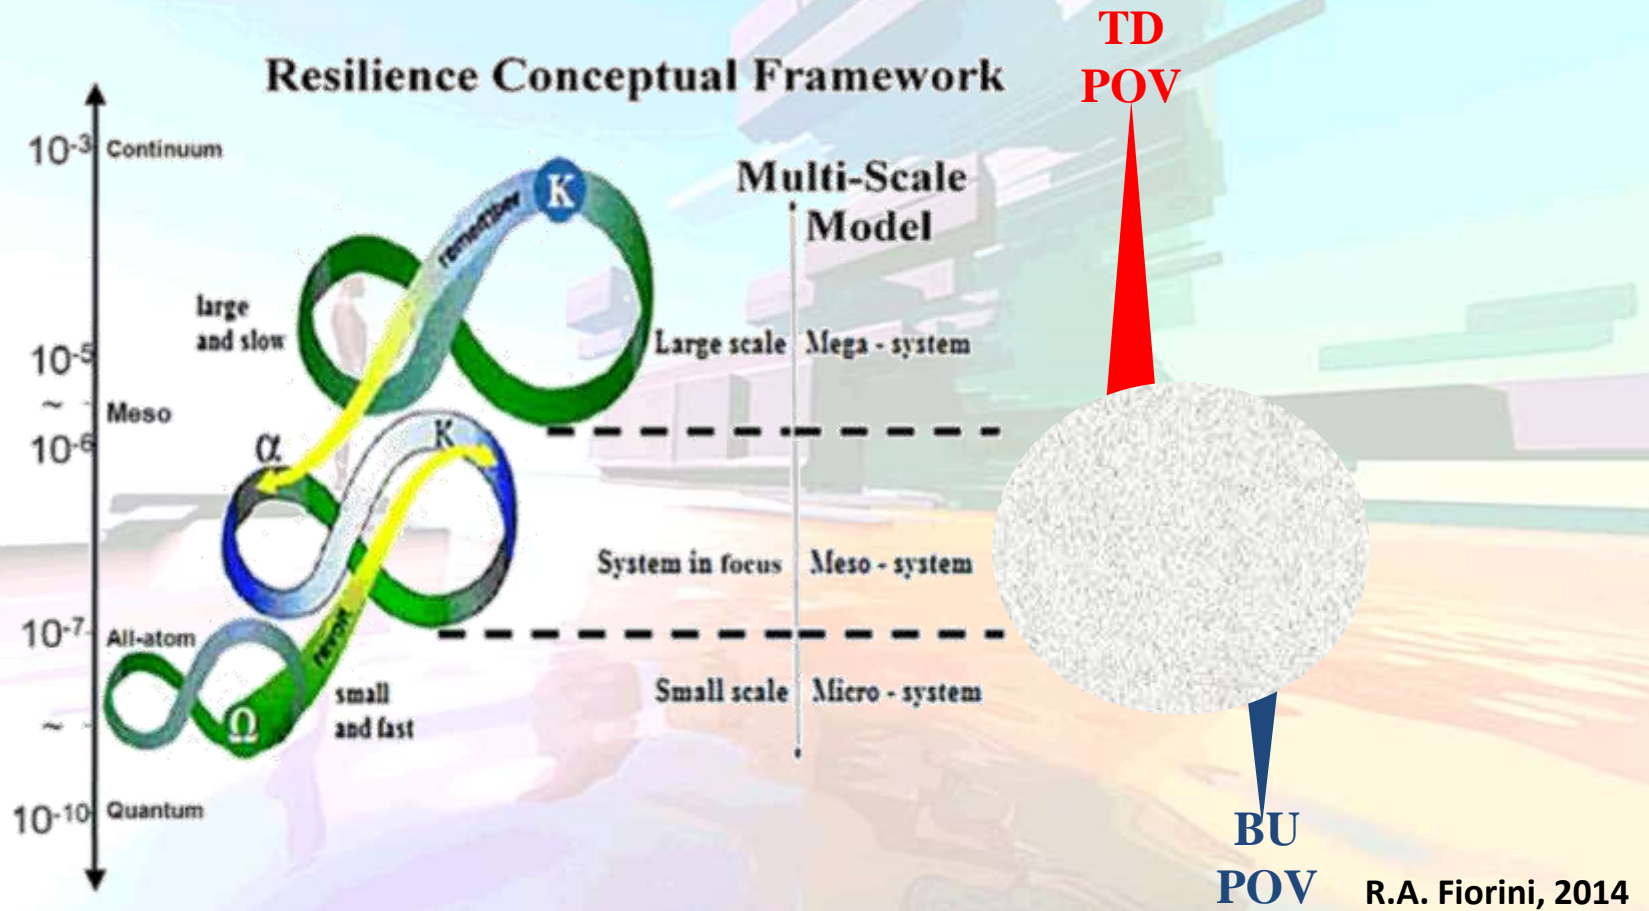 TD
POV
Resilience Conceptual Framework
10-3 Continuum
Multi-Scale
Model
remember
K
large
and slow
Large scale Mega - system
10-5
~
Meso
10-6
α
K
System in focus Meso - system
10-7
All-atom
revolt
small
and fast
Small scale Micro - system
Ω
~
10-10 Quantum
BU
POV
R.A. Fiorini, 2014